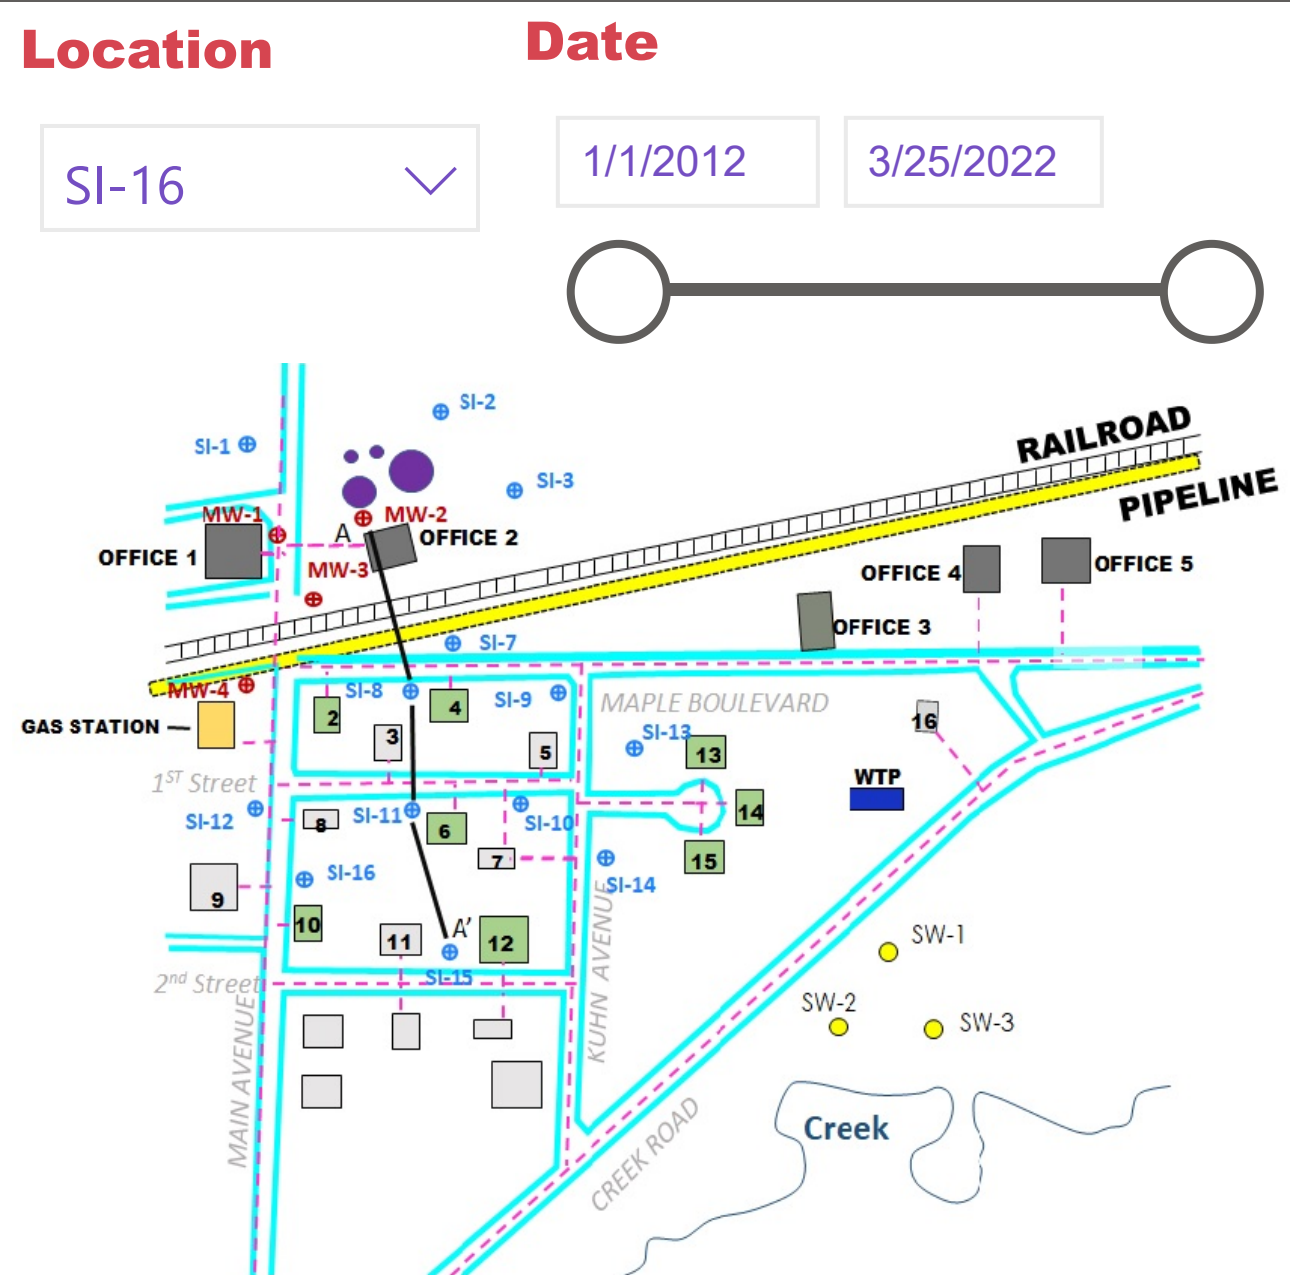 Location
Date
SI-16
1/1/2012
3/25/2022
SI-2
SI-1
SI-3
RAILROAD
PIPELINE
MW-1
MW-2
A
OFFICE 2
OFFICE 1
MW-3
OFFICE 4
OFFICE 5
OFFICE 3
SI-7
MW-4
SI-8
SI-9
MAPLE BOULEVARD
2
4
16
GAS STATION
3
5
SI-13
13
1ST Street
WTP
SI-12
8
SI-11
6
SI-10
14
7
15
SI-16
SI-14
9
10
11
A'
12
SW-1
SI-15
2nd Street
SW-2
SW-3
MAIN AVENUE
KUHN AVENUE
CREEK ROAD
Creek